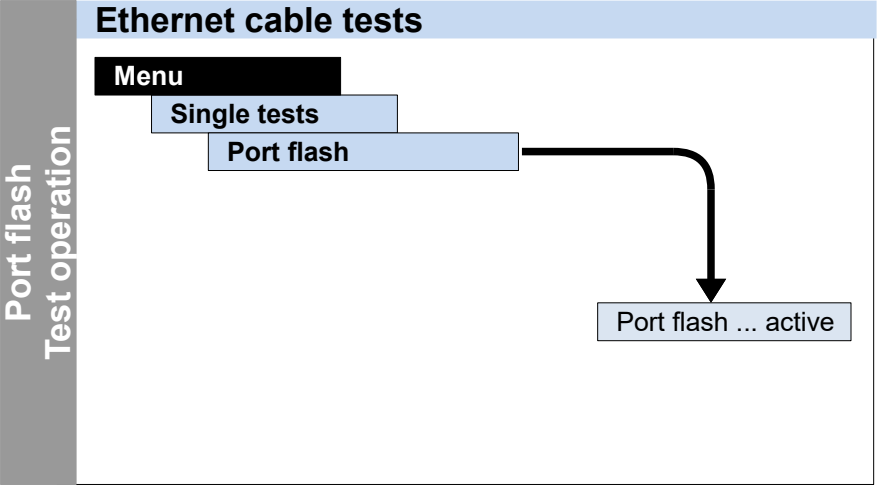 Ethernet cable tests
Menu
Single tests
Port flash
Port flash ... active
Port flash
Test operation